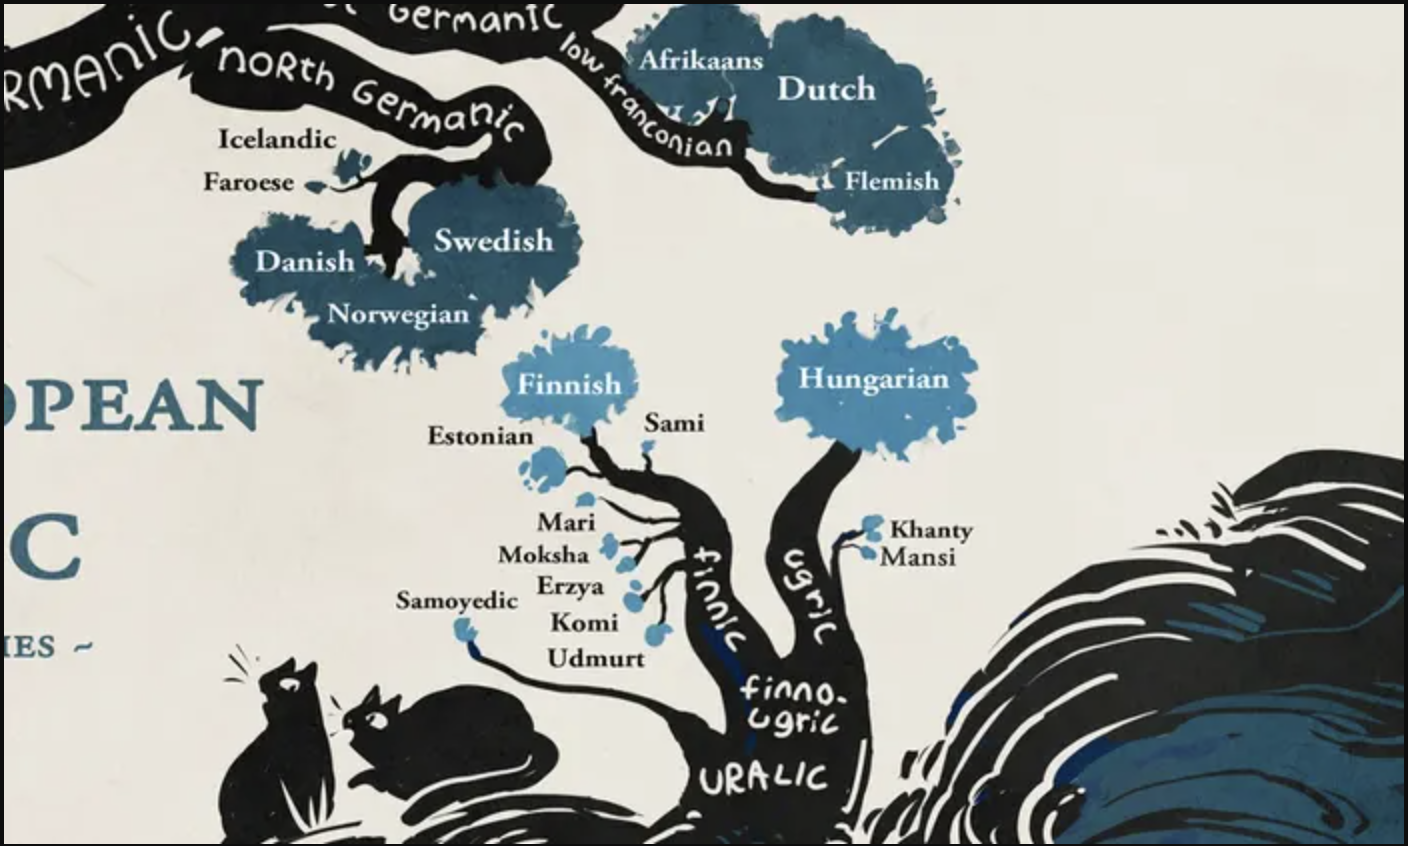 Germanic
RMANIC
NORTH Germanic
low franconian
Afrikaans
Dutch
Flemish
Icelandic
Faroese
Danish
Swedish
Norwegian
OPEAN
C
IES ~
Finnish
Hungarian
Estonian
Sami
Mari
Moksha
Erzya
Komi
Udmurt
Samoyedic
Khanty
Mansi
finnic
ugric
finno-
ugric
URALIC